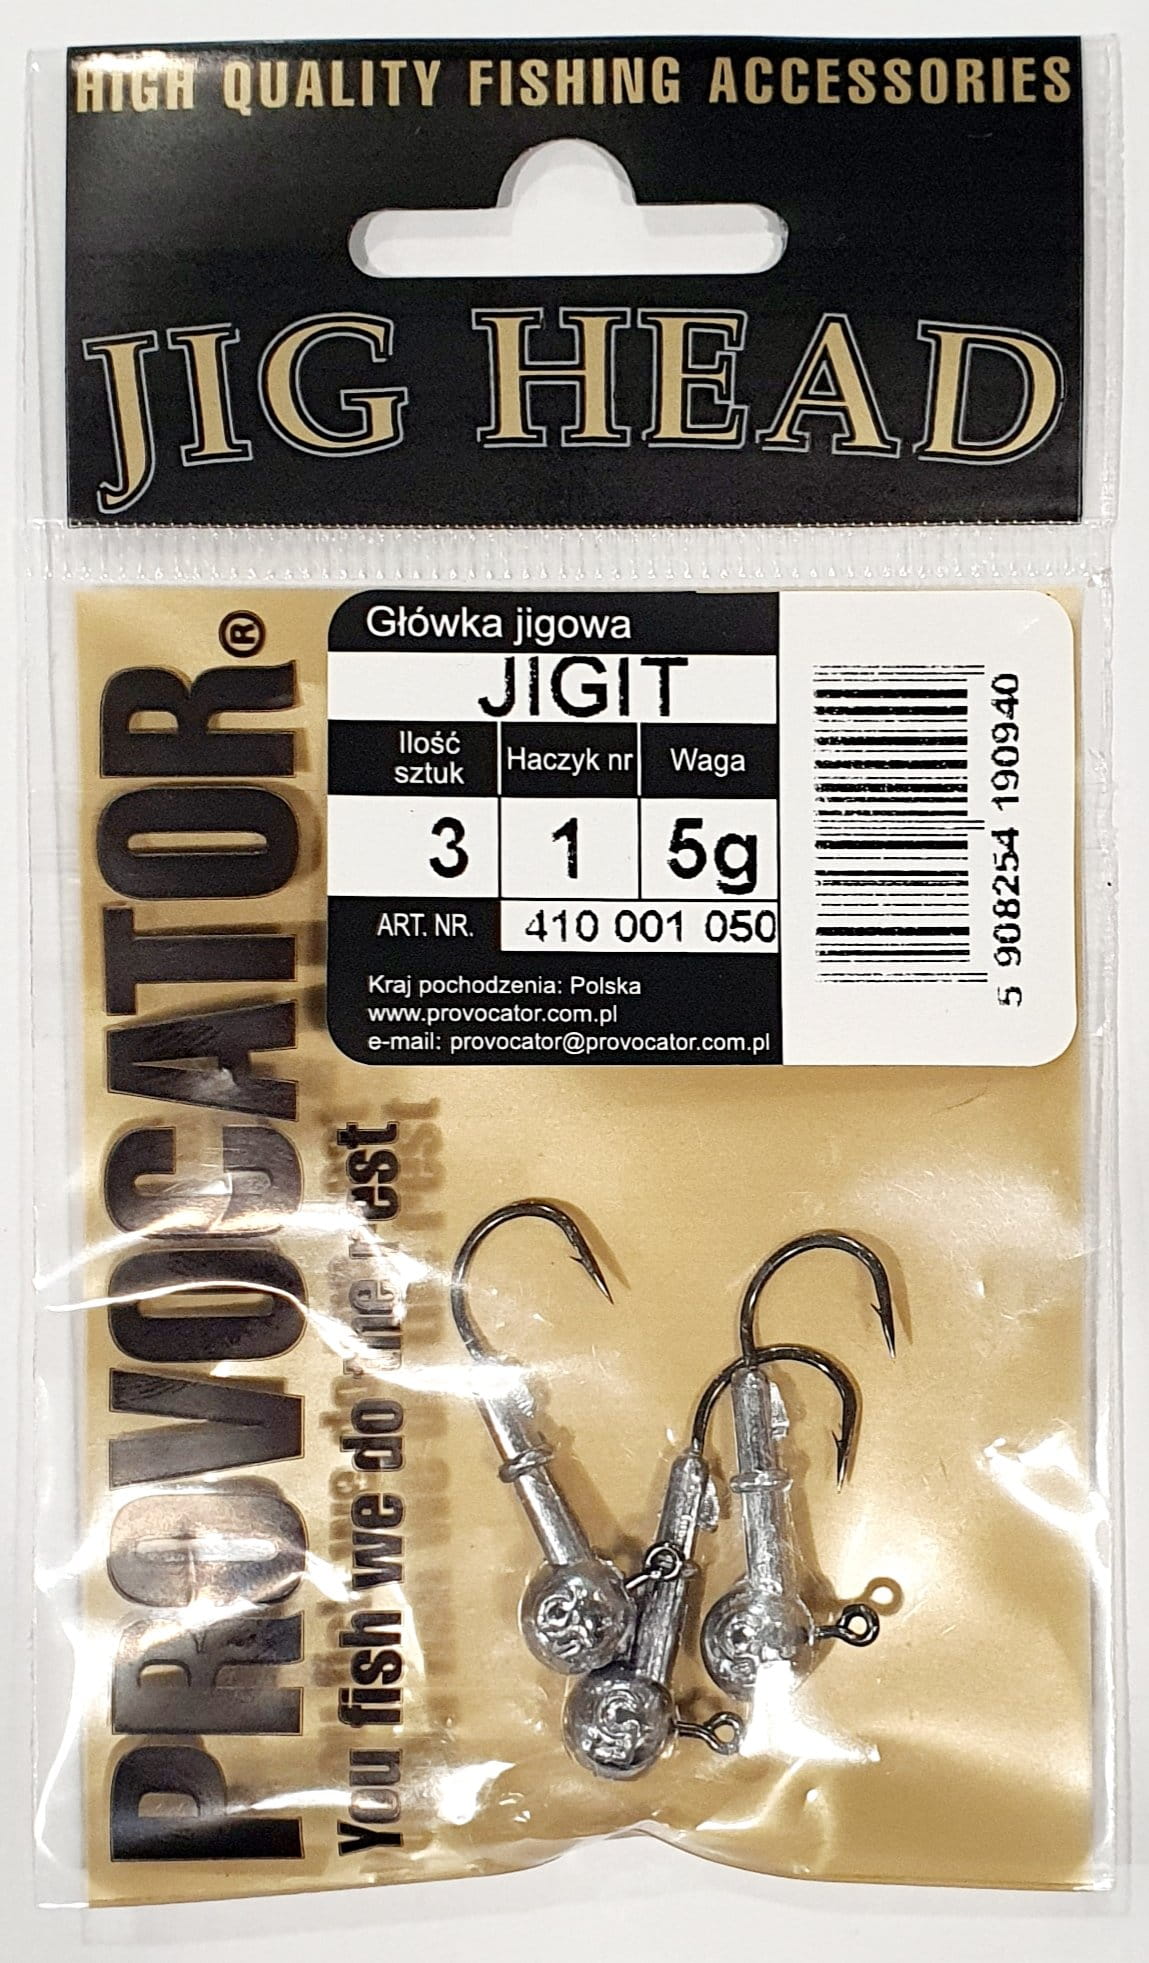 HIGH QUALITY FISHING ACCESSORIES
JIG HEAD
PROVOCATOR®
You fish we do the rest
Główka jigowa
JIGIT
Ilość sztuk
Haczyk nr
Waga
3
1
5g
ART. NR.
410 001 050
Kraj pochodzenia: Polska
www.provocator.com.pl
e-mail: provocator@provocator.com.pl
5 908254 190940
5
5